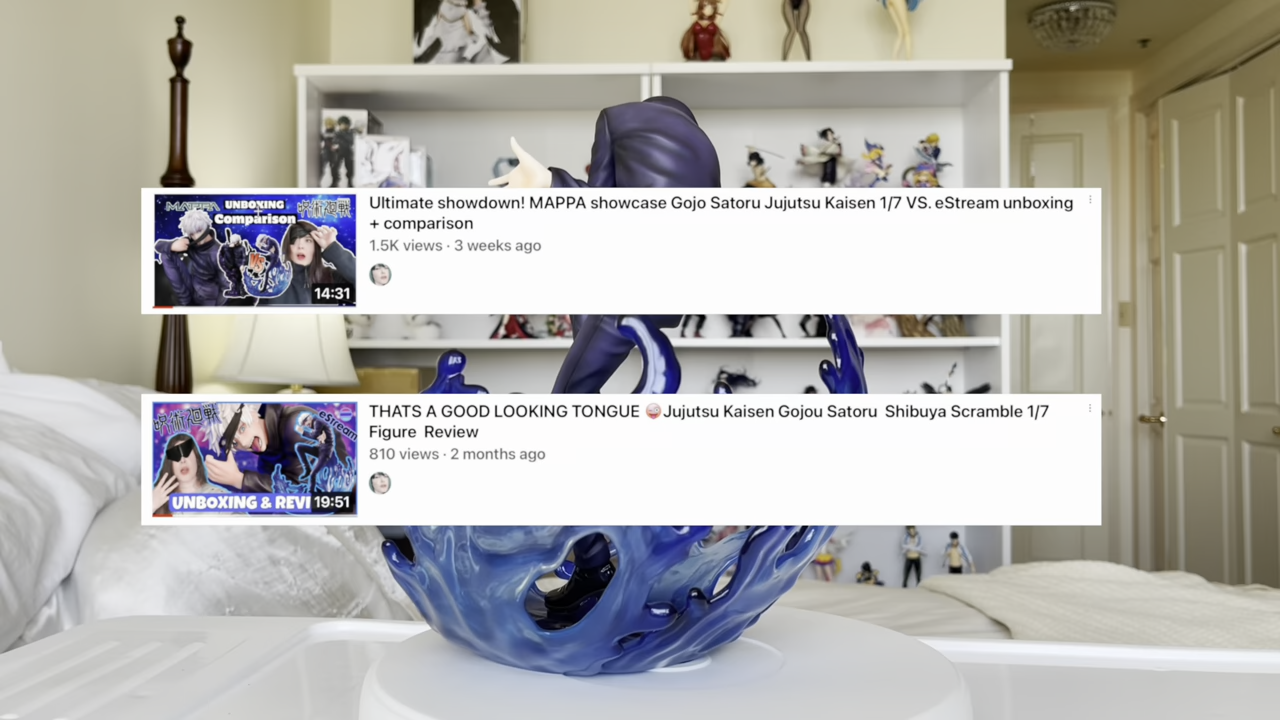 MAPPA
UNBOXING
呪術廻戦
+
Comparison
VS
14:31
Ultimate showdown! MAPPA showcase Gojo Satoru Jujutsu Kaisen 1/7 VS. eStream unboxing
+ comparison
1.5K views · 3 weeks ago
呪術廻戦
eStream
UNBOXING & REVI
19:51
THATS A GOOD LOOKING TONGUE Jujutsu Kaisen Gojou Satoru Shibuya Scramble 1/7
Figure Review
810 views · 2 months ago